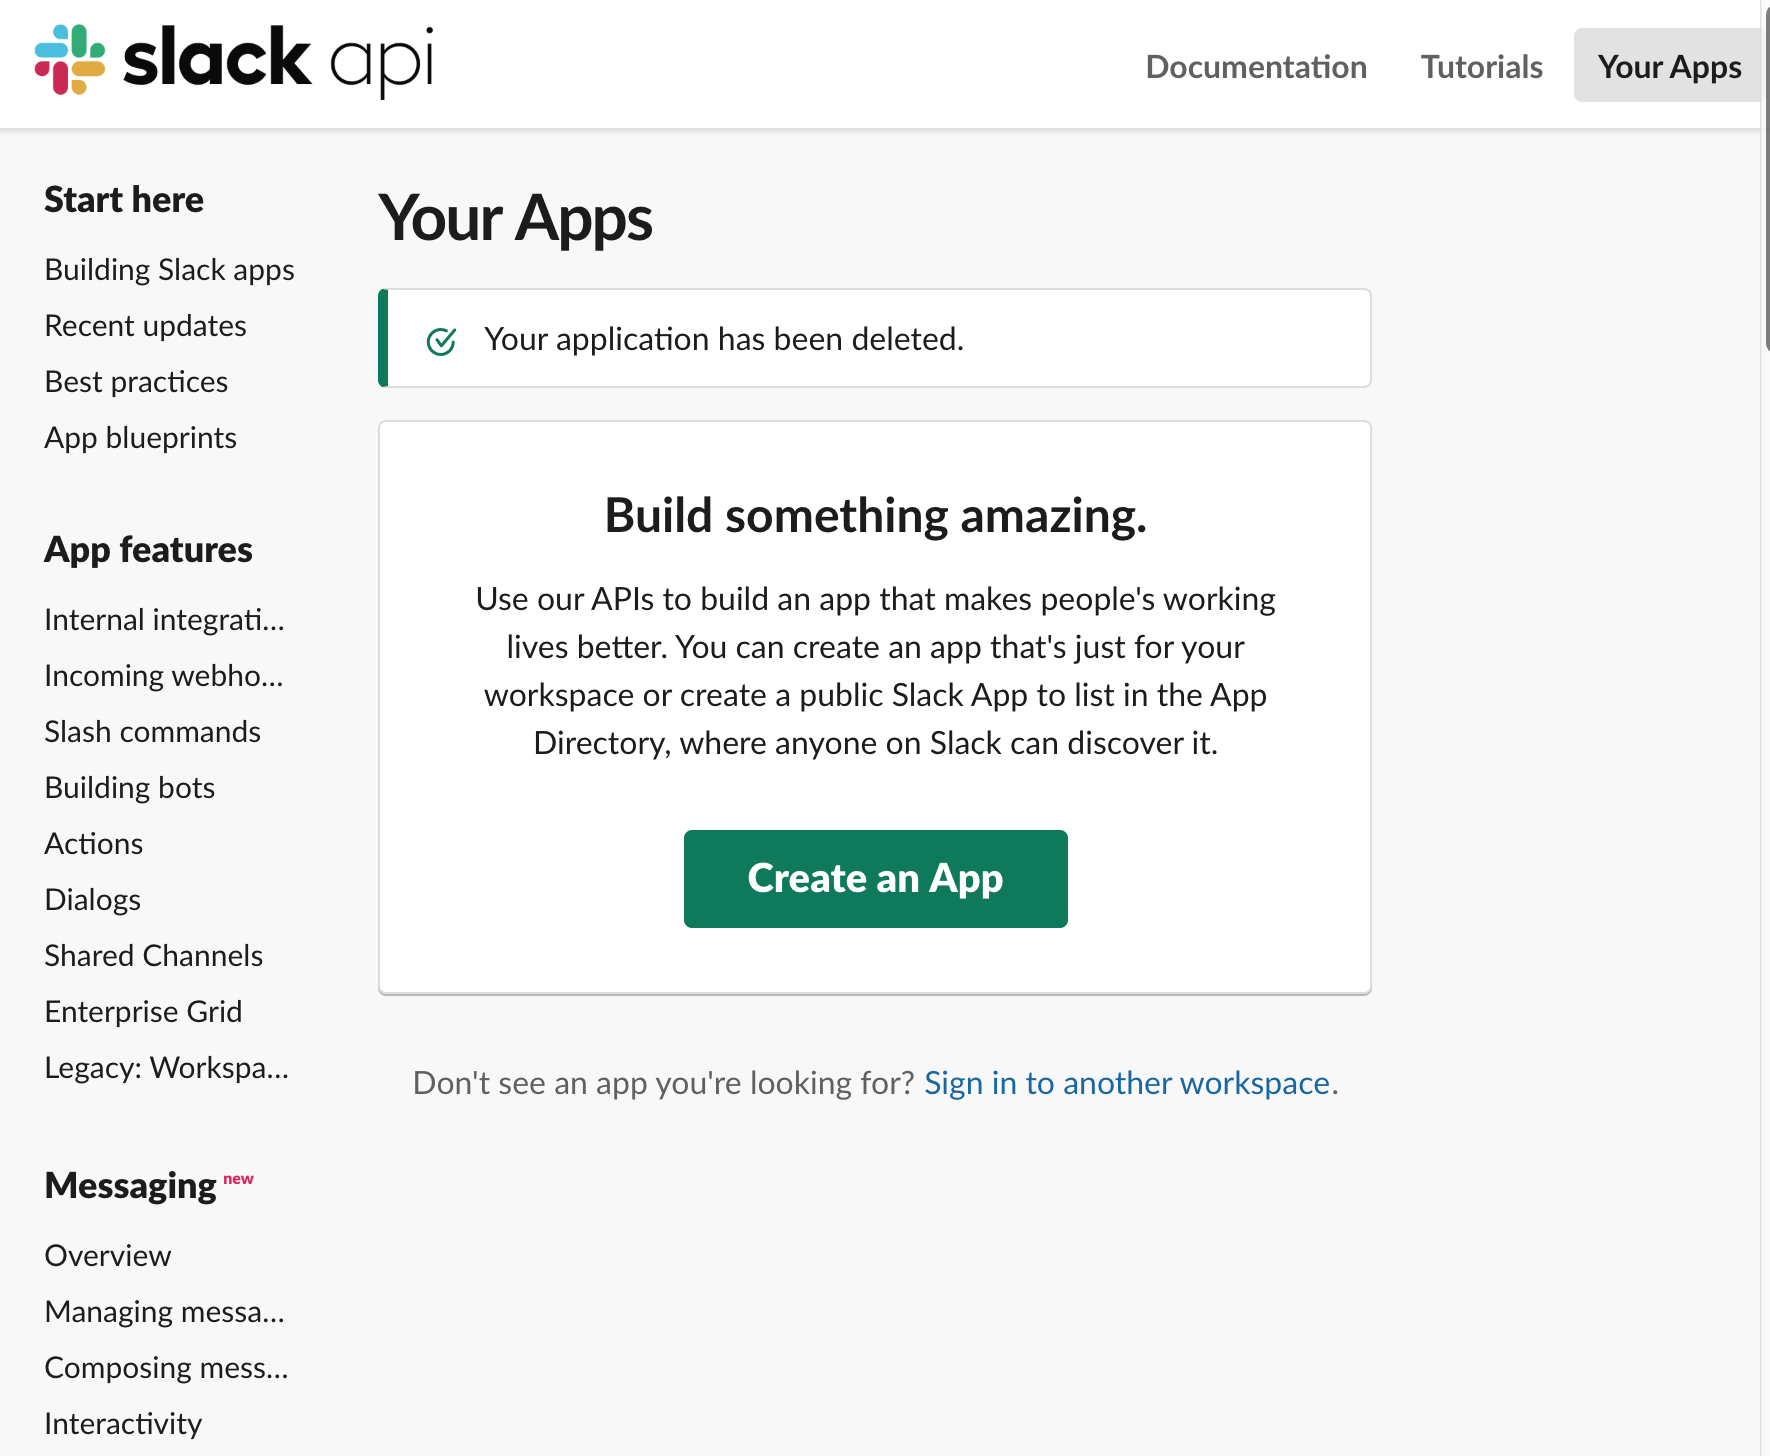 slack api
Documentation
Tutorials
Your Apps
Start here
Building Slack apps
Recent updates
Best practices
App blueprints
App features
Internal integrati...
Incoming webho...
Slash commands
Building bots
Actions
Dialogs
Shared Channels
Enterprise Grid
Legacy: Workspa...
Messaging new
Overview
Managing messa...
Composing mess...
Interactivity
Your Apps
Your application has been deleted.
Build something amazing.
Use our APIs to build an app that makes people's working
lives better. You can create an app that's just for your
workspace or create a public Slack App to list in the App
Directory, where anyone on Slack can discover it.
Create an App
Don't see an app you're looking for? Sign in to another workspace.